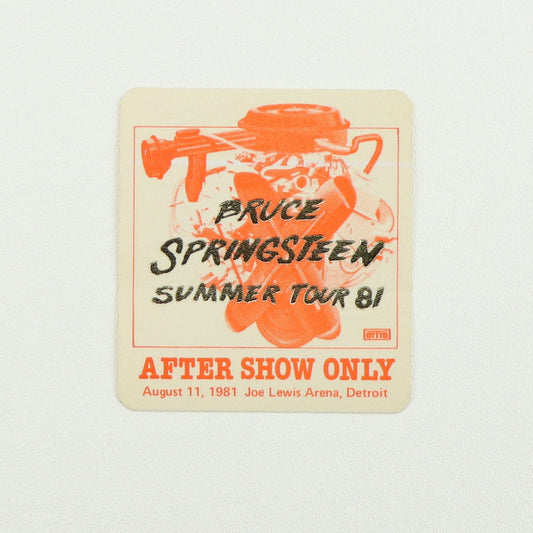 BRUCE
SPRINGSTEEN
SUMMER TOUR 81
OTTO
AFTER SHOW ONLY
August 11, 1981 Joe Lewis Arena, Detroit